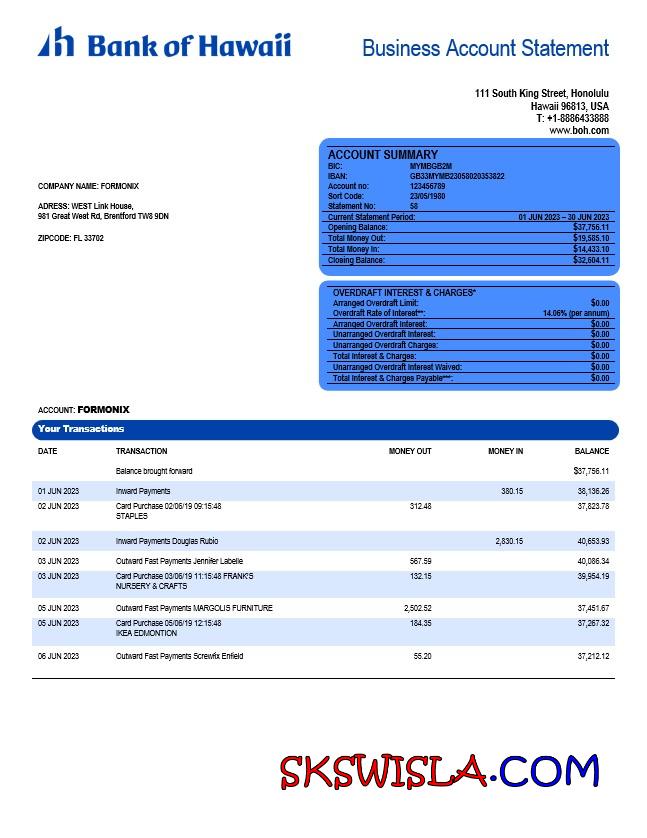 Bank of Hawaii
Business Account Statement
111 South King Street, Honolulu
Hawaii 96813, USA
T: +1-8886433888
www.boh.com
ACCOUNT SUMMARY
BIC: MYMBGB2M
IBAN: GB33MYMB23058020353822
Account no: 123456789
Sort Code: 23/05/1980
Statement No: 58
Current Statement Period: 01 JUN 2023 – 30 JUN 2023
Opening Balance: $37,756.11
Total Money Out: $19,585.10
Total Money In: $14,433.10
Closing Balance: $32,604.11
COMPANY NAME: FORMONIX
ADRESS: WEST Link House,
981 Great West Rd, Brentford TW8 9DN
ZIPCODE: FL 33702
OVERDRAFT INTEREST & CHARGES*
Arranged Overdraft Limit: $0.00
Overdraft Rate of Interest**: 14.06% (per annum)
Arranged Overdraft Interest: $0.00
Unarranged Overdraft Interest: $0.00
Unarranged Overdraft Charges: $0.00
Total Interest & Charges: $0.00
Unarranged Overdraft Interest Waived: $0.00
Total Interest & Charges Payable***: $0.00
ACCOUNT: FORMONIX
Your Transactions
DATE TRANSACTION MONEY OUT MONEY IN BALANCE
Balance brought forward $37,756.11
01 JUN 2023 Inward Payments 380.15 38,136.26
02 JUN 2023 Card Purchase 02/06/19 09:15:48 312.48 37,823.78
STAPLES
02 JUN 2023 Inward Payments Douglas Rubio 2,830.15 40,653.93
03 JUN 2023 Outward Fast Payments Jennifer Labelle 567.59 40,086.34
03 JUN 2023 Card Purchase 03/06/19 11:15:48 FRANK'S 132.15 39,954.19
NURSERY & CRAFTS
05 JUN 2023 Outward Fast Payments MARGOLIS FURNITURE 2,502.52 37,451.67
05 JUN 2023 Card Purchase 05/06/19 12:15:48 184.35 37,267.32
IKEA EDMONTION
06 JUN 2023 Outward Fast Payments Screwfix Enfield 55.20 37,212.12
SKSWISLA.COM